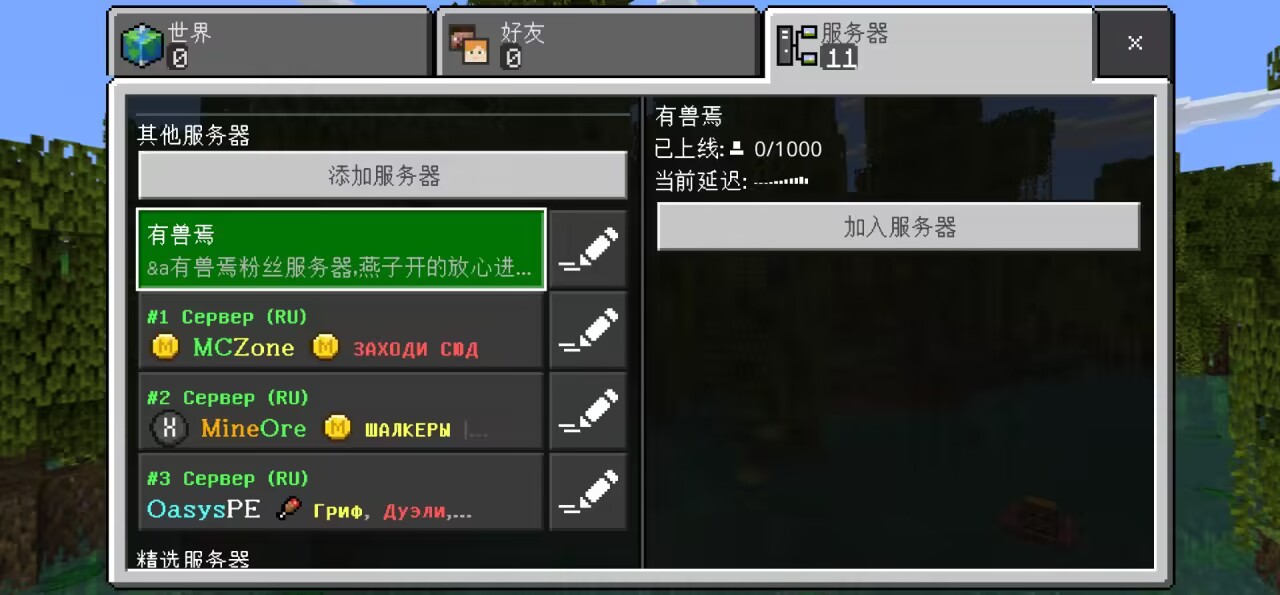 世界
0
好友
0
服务器
11
其他服务器
添加服务器
有兽焉
&a有兽焉粉丝服务器,燕子开的放心进...
#1 Сервер (RU)
MCZone ЗАХОДИ СЮД
#2 Сервер (RU)
MineOre ШАЛКЕРЫ |...
#3 Сервер (RU)
OasysPE Гриф, Дуэли,...
精选服务器
有兽焉
已上线: 0/1000
当前延迟:
加入服务器